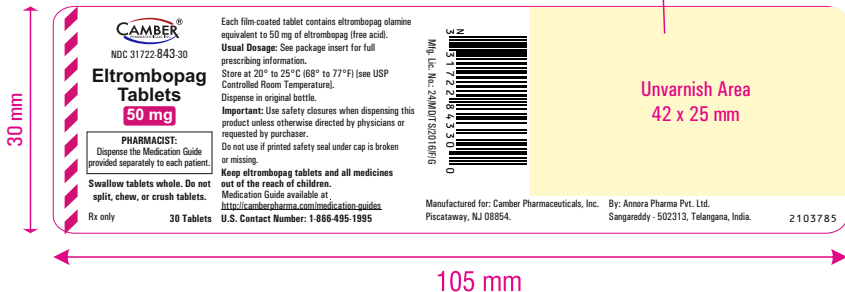 CAMBER
PHARMACEUTICALS, INC.
NDC 31722-843-30
Eltrombopag
Tablets
50 mg
PHARMACIST:
Dispense the Medication Guide
provided separately to each patient.
Swallow tablets whole. Do not
split, chew, or crush tablets.
Rx only 30 Tablets
Each film-coated tablet contains eltrombopag olamine
equivalent to 50 mg of eltrombopag (free acid).
Usual Dosage: See package insert for full
prescribing information.
Store at 20° to 25°C (68° to 77°F) [see USP
Controlled Room Temperature].
Dispense in original bottle.
Important: Use safety closures when dispensing this
product unless otherwise directed by physicians or
requested by purchaser.
Do not use if printed safety seal under cap is broken
or missing.
Keep eltrombopag tablets and all medicines
out of the reach of children.
Medication Guide available at
http://camberpharma.com/medication-guides
U.S. Contact Number: 1-866-495-1995
Mfg. Lic. No.: 24/MD/TS/2016/F/G
N
3
31722 84330
0
Manufactured for: Camber Pharmaceuticals, Inc.
Piscataway, NJ 08854.
By: Annora Pharma Pvt. Ltd.
Sangareddy - 502313, Telangana, India.
2103785
Unvarnish Area
42 x 25 mm
30 mm
105 mm